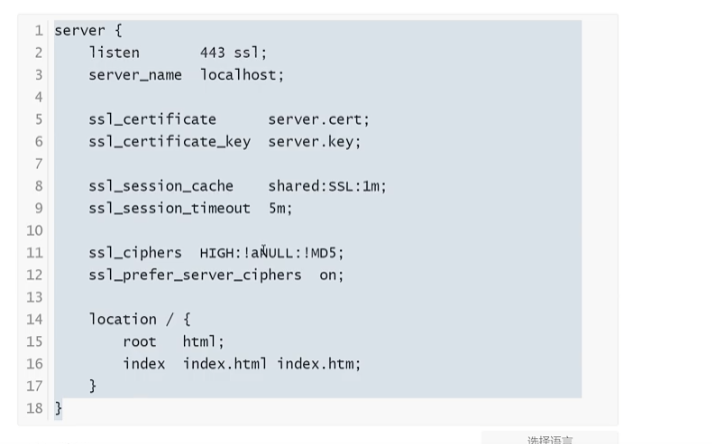 1 server {
2     listen       443 ssl;
3     server_name  localhost;
4
5     ssl_certificate      server.cert;
6     ssl_certificate_key  server.key;
7
8     ssl_session_cache    shared:SSL:1m;
9     ssl_session_timeout  5m;
10
11     ssl_ciphers  HIGH:!aNULL:!MD5;
12     ssl_prefer_server_ciphers  on;
13
14     location / {
15         root   html;
16         index  index.html index.htm;
17     }
18 }
选择语言